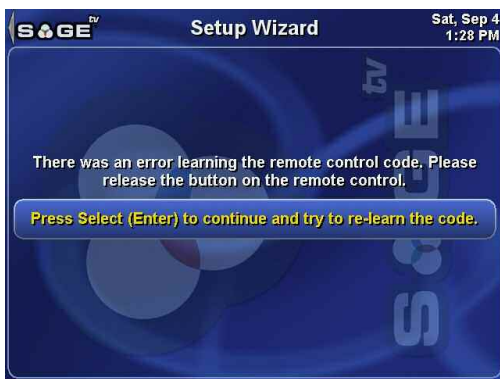 SAGE tv
Setup Wizard
Sat, Sep 4
1:28 PM
There was an error learning the remote control code. Please
release the button on the remote control.
Press Select (Enter) to continue and try to re-learn the code.
SAGE tv